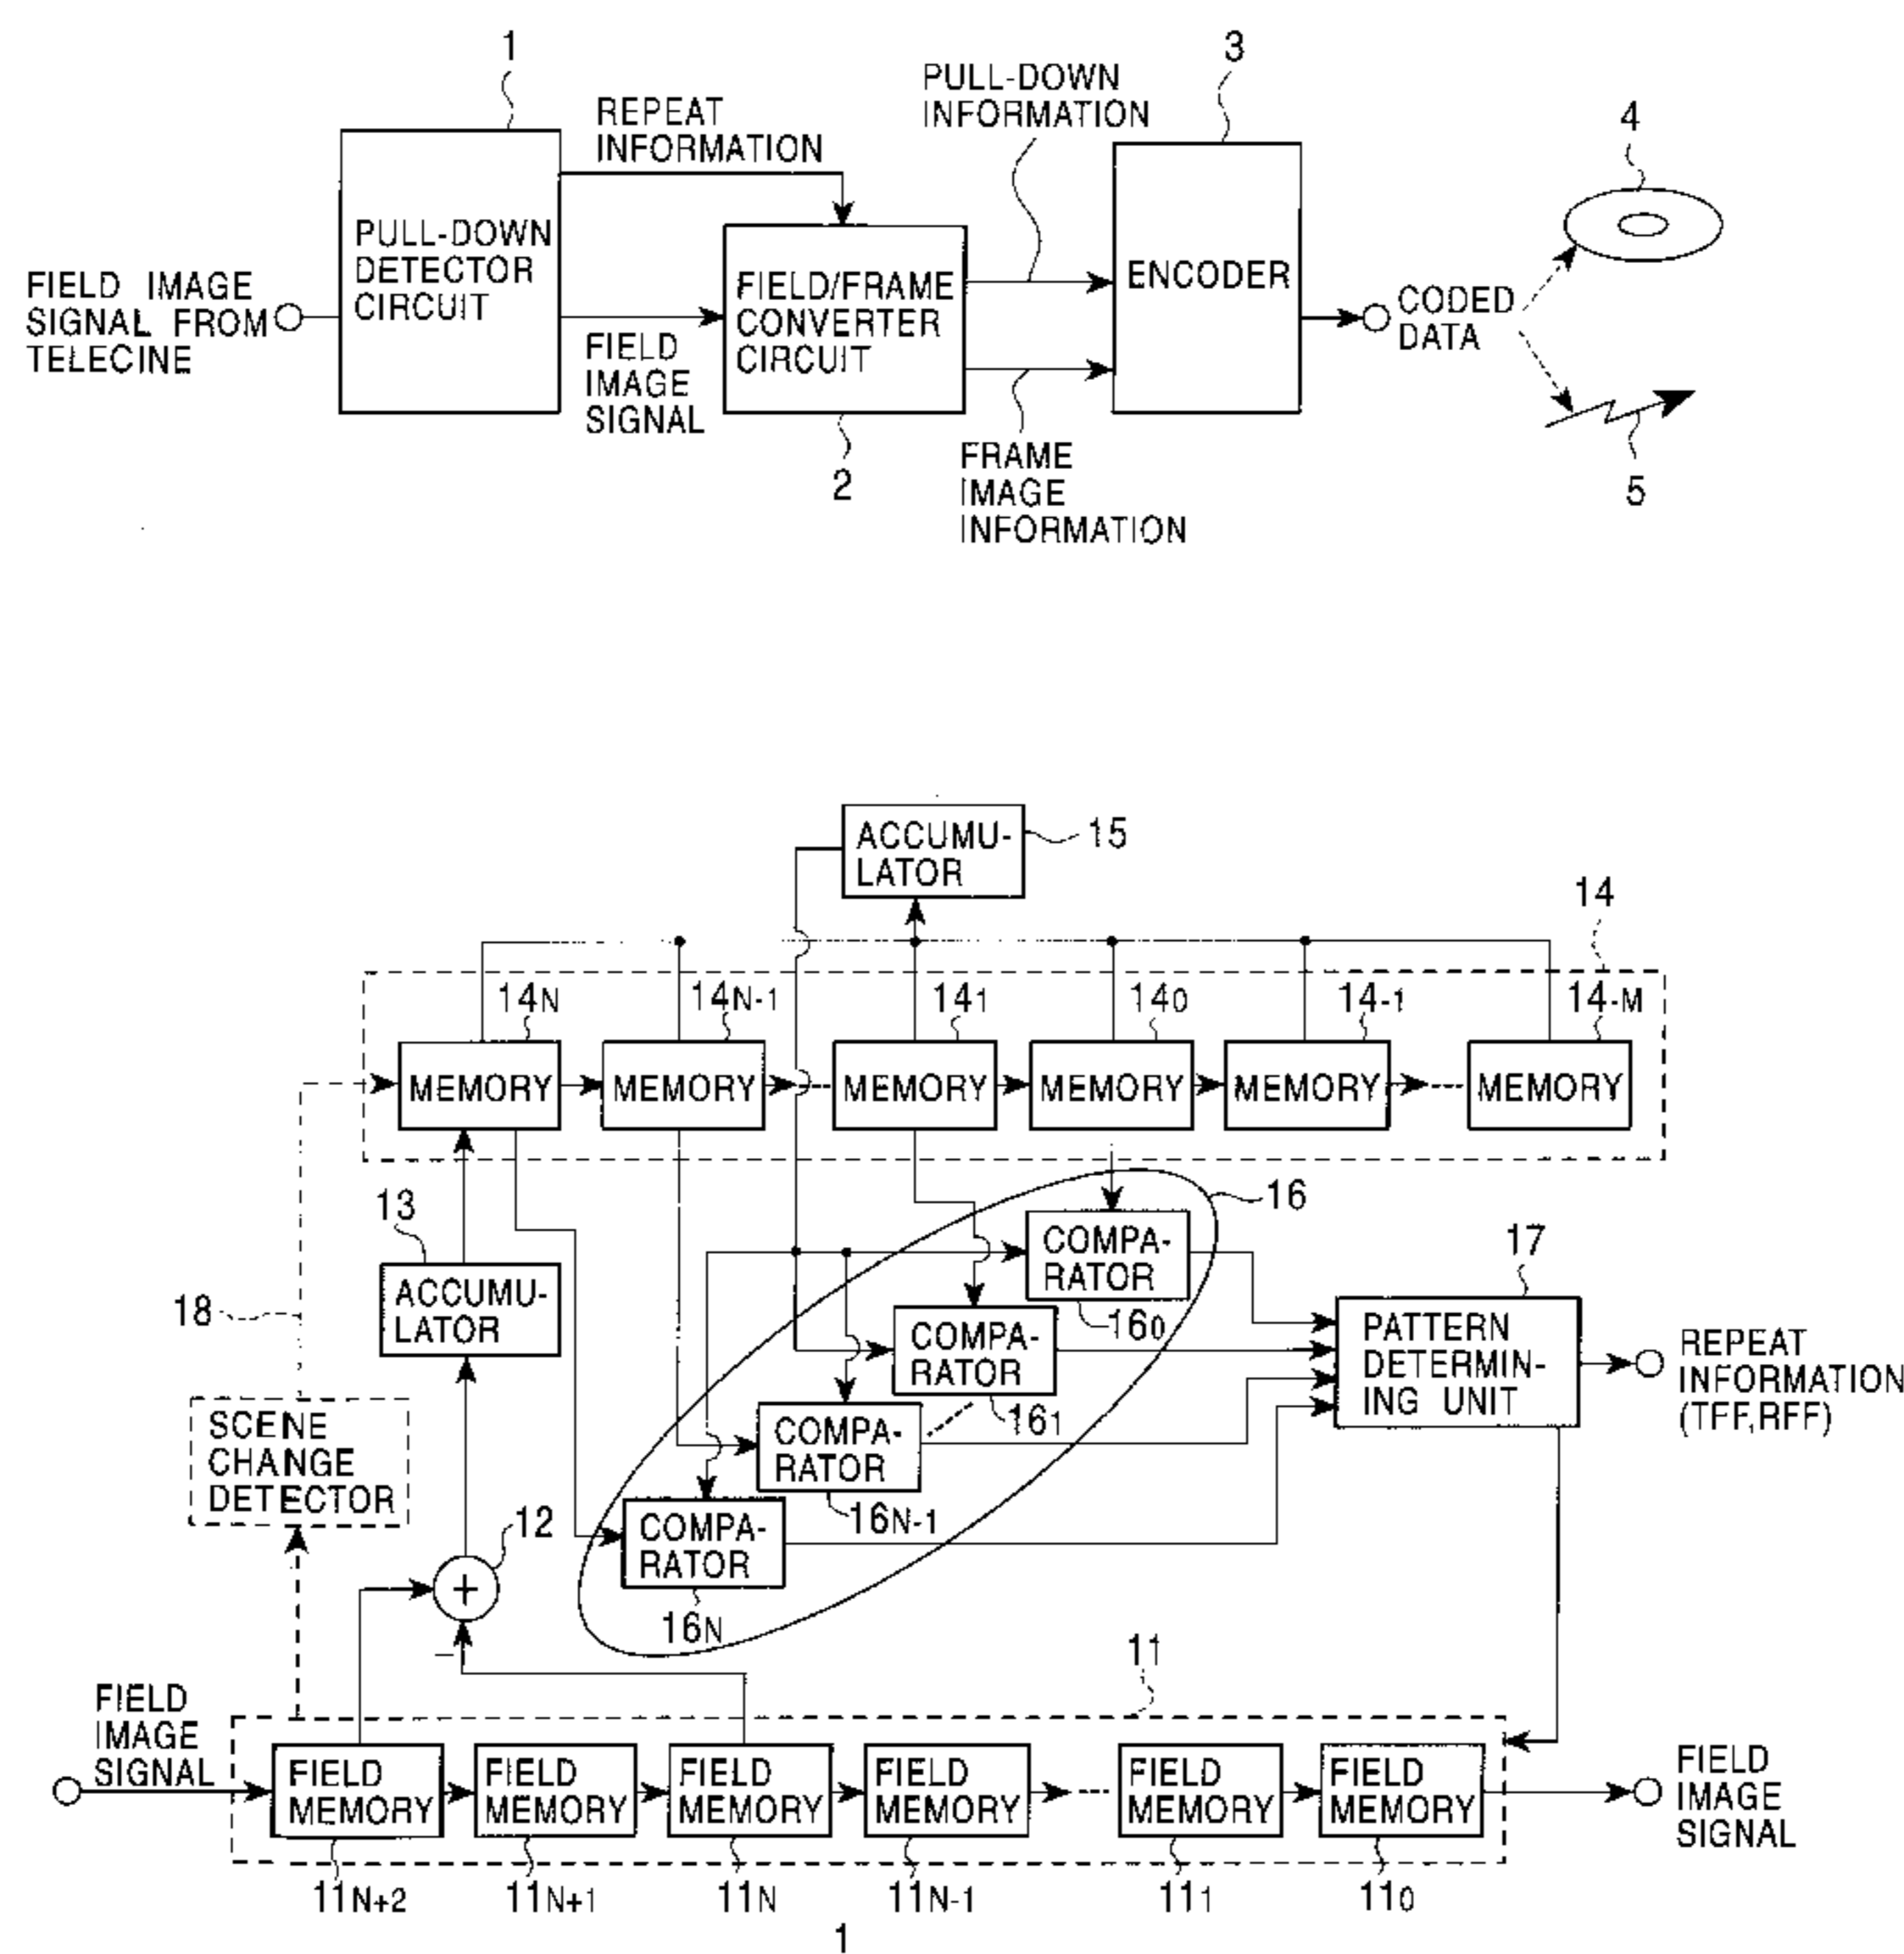 1
REPEAT
INFORMATION
PULL-DOWN
INFORMATION
3
4
PULL-DOWN
DETECTOR
CIRCUIT
FIELD IMAGE
SIGNAL FROM
TELECINE
FIELD/FRAME
CONVERTER
CIRCUIT
ENCODER
CODED
DATA
FIELD
IMAGE
SIGNAL
2
FRAME
IMAGE
INFORMATION
5
ACCUMU-
LATOR
15
14
14N
14N-1
141
140
14-1
14-M
MEMORY
MEMORY
MEMORY
MEMORY
MEMORY
MEMORY
13
16
ACCUMU-
LATOR
18
COMPA-
RATOR
160
17
COMPA-
RATOR
161
PATTERN
DETERMIN-
ING UNIT
REPEAT
INFORMATION
(TFF,RFF)
SCENE
CHANGE
DETECTOR
COMPA-
RATOR
16N-1
12
COMPA-
RATOR
16N
+
−
11
FIELD
IMAGE
SIGNAL
FIELD
MEMORY
FIELD
MEMORY
FIELD
MEMORY
FIELD
MEMORY
FIELD
MEMORY
FIELD
MEMORY
FIELD
IMAGE
SIGNAL
11N+2
11N+1
11N
11N-1
111
110
1